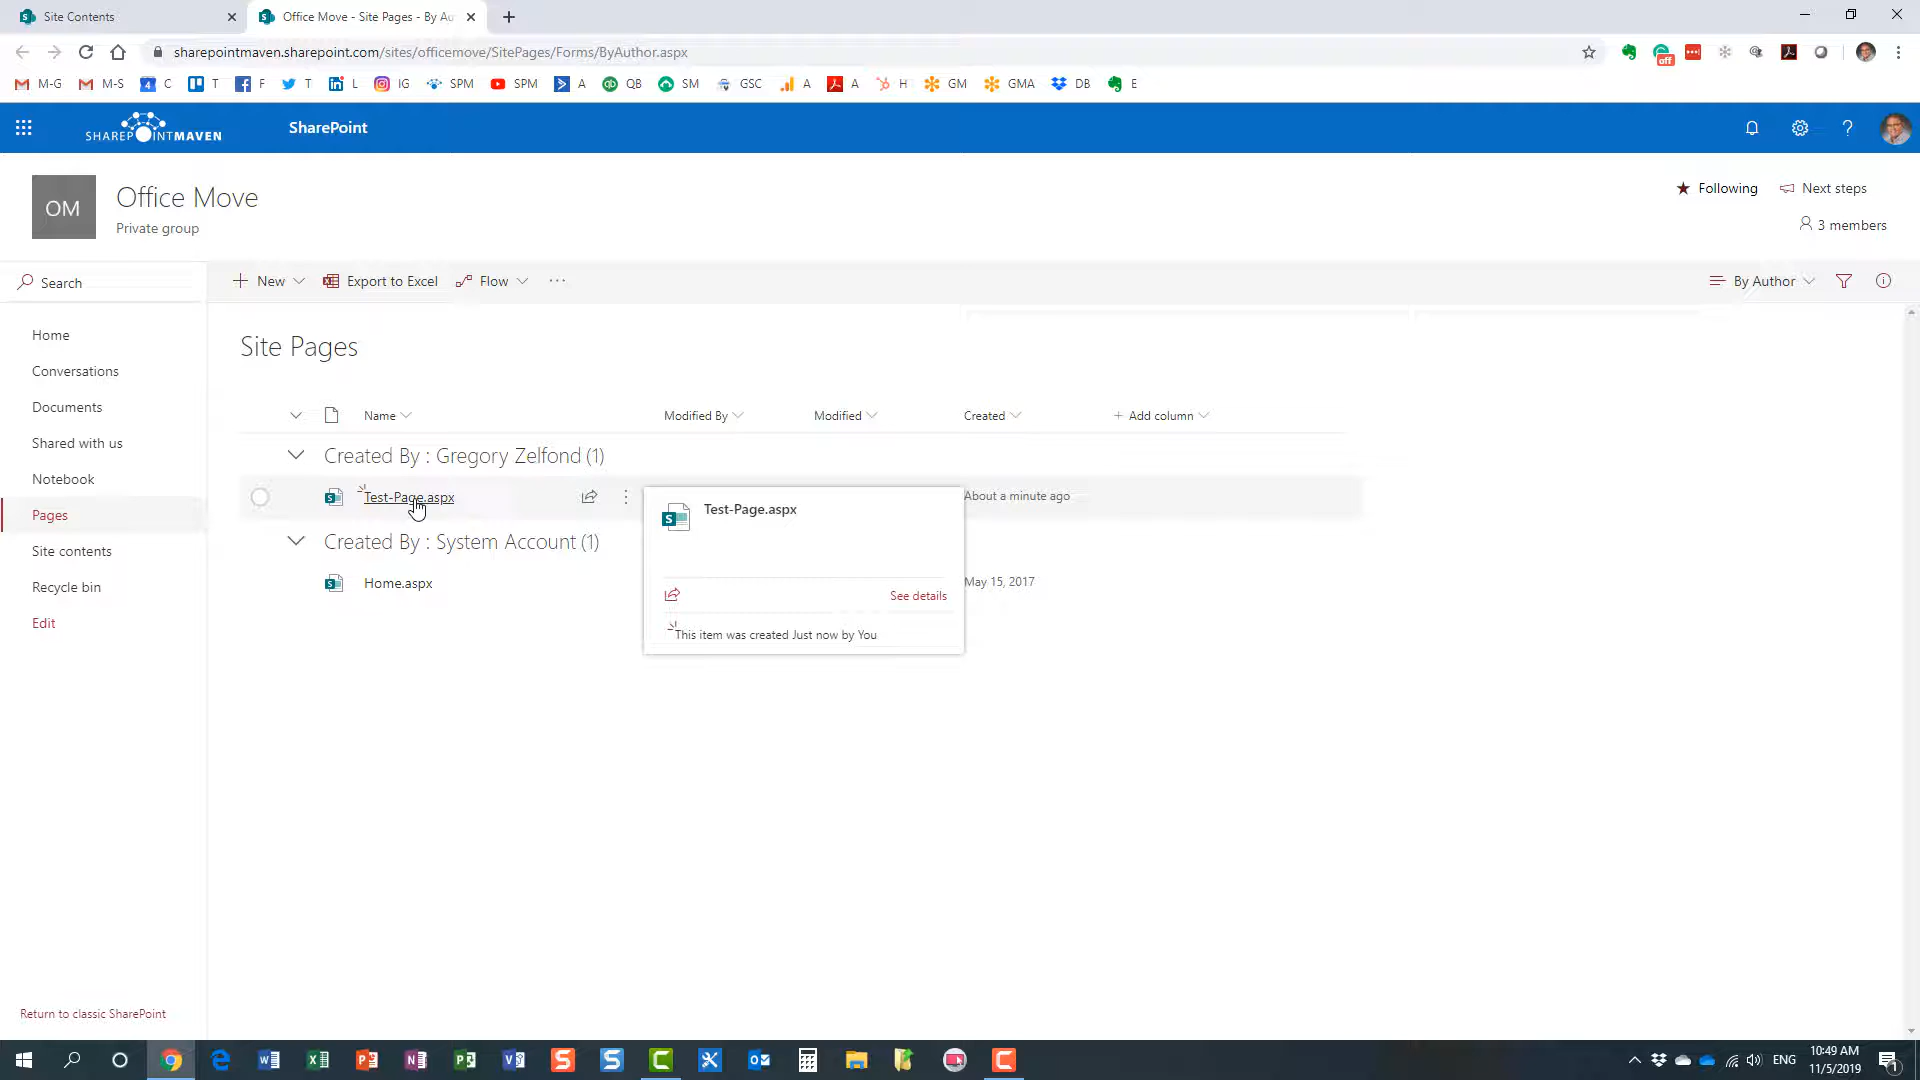 Site Contents
Office Move - Site Pages - By Au
sharepointmaven.sharepoint.com/sites/officemove/SitePages/Forms/ByAuthor.aspx
off
M-G M-S 4 C T F T L IG SPM SPM A QB SM GSC A A H GM GMA DB E
SHAREPOINTMAVEN SharePoint
OM
Office Move
Private group
Following Next steps
3 members
Search
New Export to Excel Flow ··· By Author
Home
Conversations
Documents
Shared with us
Notebook
Pages
Site contents
Recycle bin
Edit
Site Pages
Name Modified By Modified Created + Add column
Created By : Gregory Zelfond (1)
Test-Page.aspx About a minute ago
Test-Page.aspx
Created By : System Account (1)
Home.aspx May 15, 2017
See details
This item was created Just now by You
Return to classic SharePoint
ENG
10:49 AM
11/5/2019
1